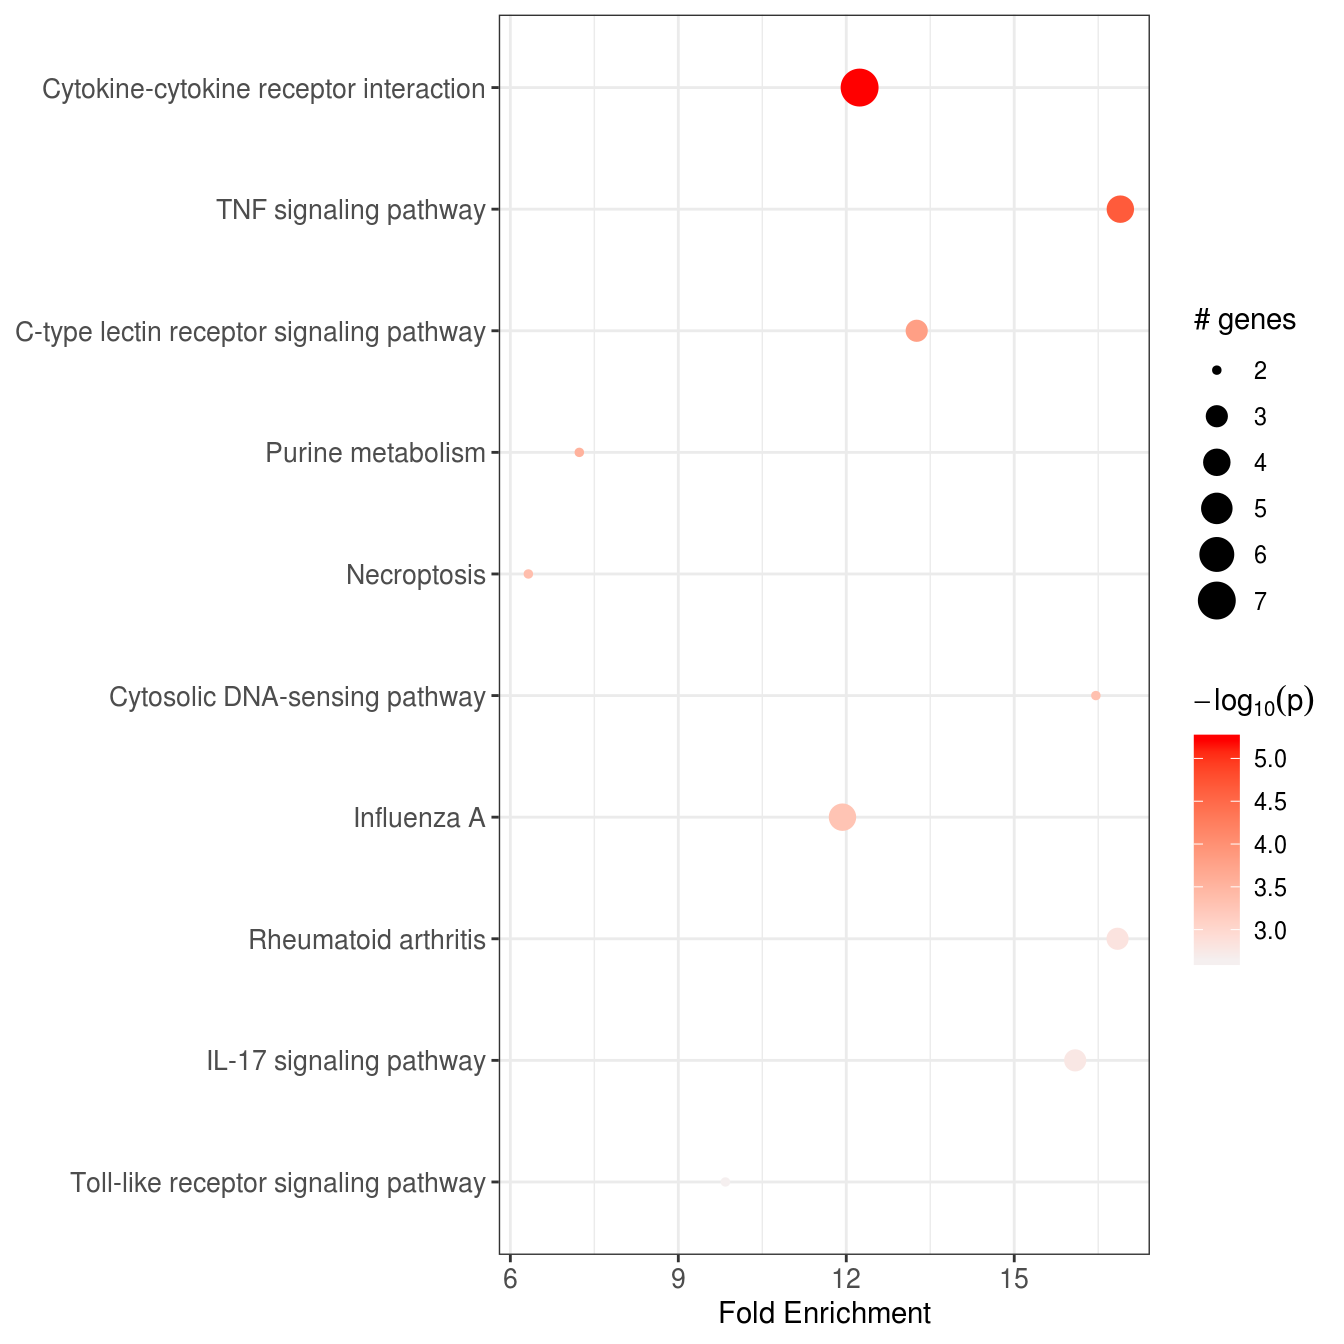 Cytokine-cytokine receptor interaction
TNF signaling pathway
C-type lectin receptor signaling pathway
Purine metabolism
Necroptosis
Cytosolic DNA-sensing pathway
Influenza A
Rheumatoid arthritis
IL-17 signaling pathway
Toll-like receptor signaling pathway
6 9 12 15
Fold Enrichment
# genes
2
3
4
5
6
7
−log₁₀(p)
5.0
4.5
4.0
3.5
3.0